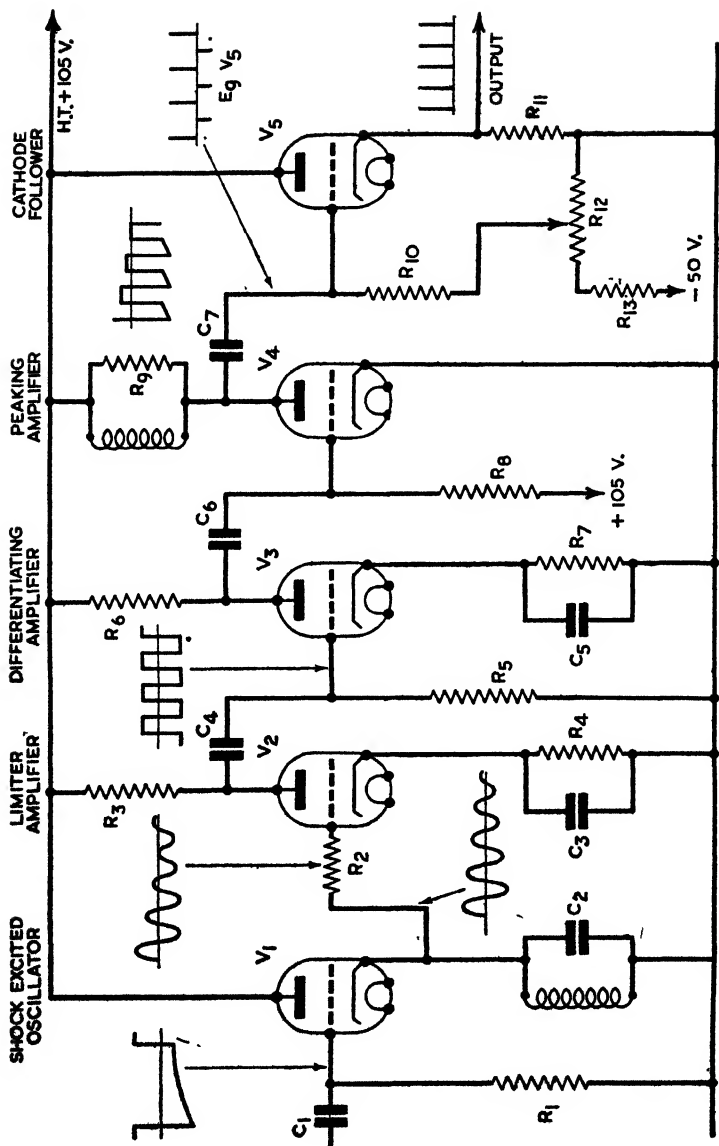 SHOCK EXCITED
OSCILLATOR
LIMITER
AMPLIFIER
DIFFERENTIATING
AMPLIFIER
PEAKING
AMPLIFIER
CATHODE
FOLLOWER
H.T.+ 105 V.
R3
R6
R9
Eg V5
C4
C6
C7
V1
V2
V3
V4
V5
OUTPUT
C1
R2
R10
R11
R12
R13
- 50 V.
R1
C2
C3
R4
R5
C5
R7
R8
+ 105 V.